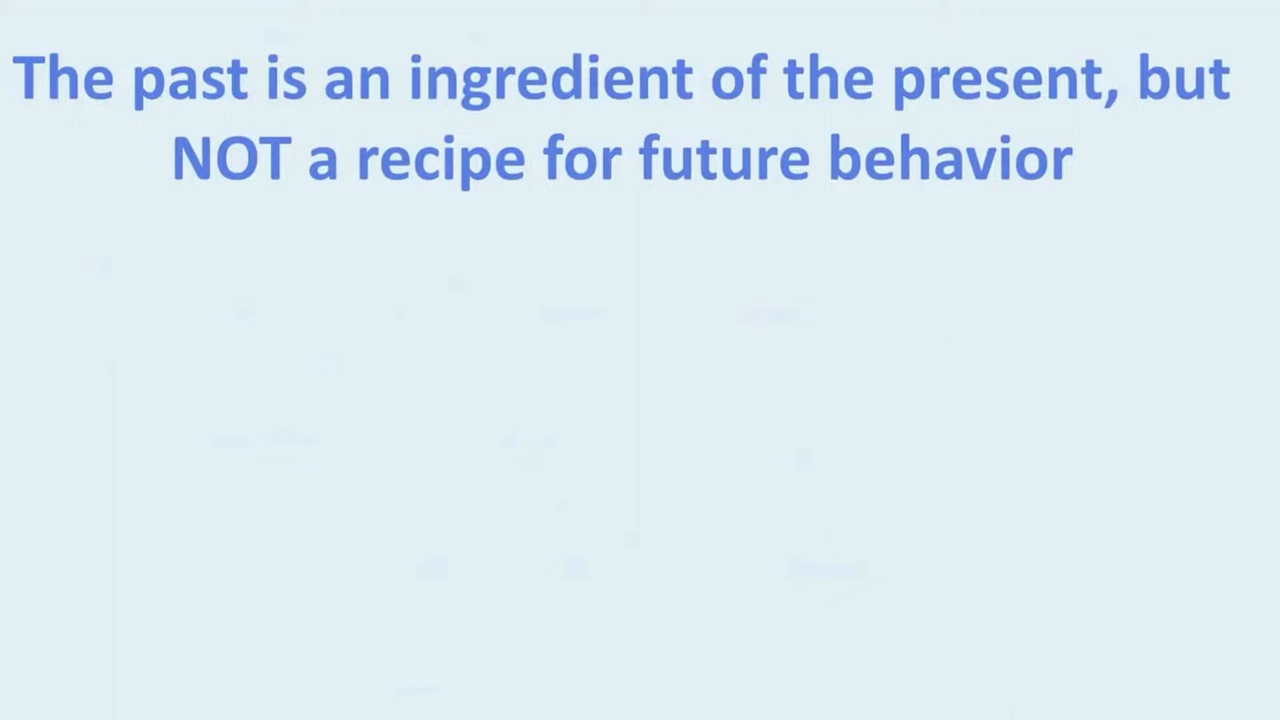 The past is an ingredient of the present, but
NOT a recipe for future behavior